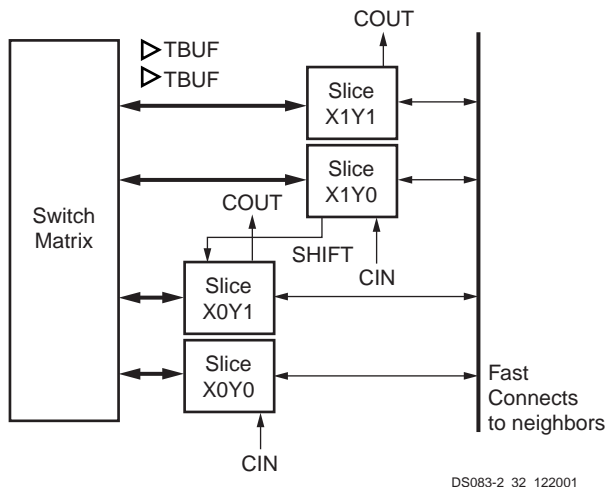 COUT
TBUF
TBUF
Slice
X1Y1
Slice
X1Y0
COUT
Switch
Matrix
SHIFT
CIN
Slice
X0Y1
Slice
X0Y0
Fast
Connects
to neighbors
CIN
DS083-2_32_122001